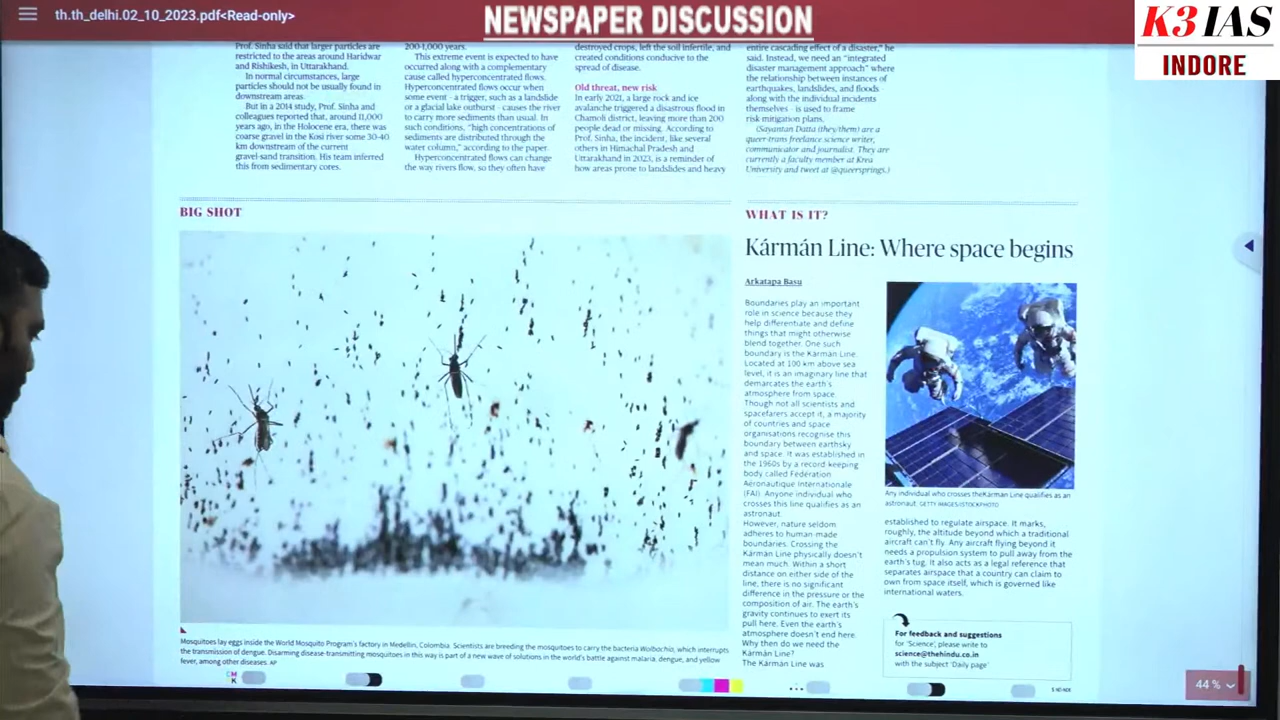 th.th_delhi.02_10_2023.pdf<Read-only>
NEWSPAPER DISCUSSION
K3 IAS
INDORE
Prof. Sinha said that larger particles are
restricted to the areas around Haridwar
and Rishikesh, in Uttarakhand.
In normal circumstances, large
particles should not be usually found in
downstream areas.
But in a 2014 study, Prof. Sinha and
colleagues reported that, around 11,000
years ago, in the Holocene era, there was
coarse gravel in the Kosi river some 30-40
km downstream of the current
gravel-sand transition. His team inferred
this from sedimentary cores.
200-1,000 years.
This extreme event is expected to have
occurred along with a complementary
cause called hyperconcentrated flows.
Hyperconcentrated flows occur when
some event - a trigger, such as a landslide
or a glacial lake outburst - causes the river
to carry more sediments than usual. In
such conditions, "high concentrations of
sediments are distributed through the
water column," according to the paper.
Hyperconcentrated flows can change
the way rivers flow, so they often have
destroyed crops, left the soil infertile, and
created conditions conducive to the
spread of disease.
Old threat, new risk
In early 2021, a large rock and ice
avalanche triggered a disastrous flood in
Chamoli district, leaving more than 200
people dead or missing. According to
Prof. Sinha, the incident, like several
others in Himachal Pradesh and
Uttarakhand in 2023, is a reminder of
how areas prone to landslides and heavy
entire cascading effect of a disaster," he
said. Instead, we need an "integrated
disaster management approach" where
the relationship between instances of
earthquakes, landslides, and floods -
along with the individual incidents
themselves - is used to frame
risk-mitigation plans.
(Sayantan Datta (they/them) are a
queer-trans freelance science writer,
communicator and journalist. They are
currently a faculty member at Krea
University and tweet at @queersprings.)
BIG SHOT
Mosquitoes lay eggs inside the World Mosquito Program's factory in Medellin, Colombia. Scientists are breeding the mosquitoes to carry the bacteria Wolbachia, which interrupts
the transmission of dengue. Disarming disease-transmitting mosquitoes in this way is part of a new wave of solutions in the world's battle against malaria, dengue, and yellow
fever, among other diseases. AP
WHAT IS IT?
Kármán Line: Where space begins
Arkatapa Basu
Boundaries play an important
role in science because they
help differentiate and define
things that might otherwise
blend together. One such
boundary is the Kármán Line.
Located at 100 km above sea
level, it is an imaginary line that
demarcates the earth's
atmosphere from space.
Though not all scientists and
spacefarers accept it, a majority
of countries and space
organisations recognise this
boundary between earthsky
and space. It was established in
the 1960s by a record-keeping
body called Fédération
Aéronautique Internationale
(FAI). Anyone individual who
crosses this line qualifies as an
astronaut.
However, nature seldom
adheres to human-made
boundaries. Crossing the
Kármán Line physically doesn't
mean much. Within a short
distance on either side of the
line, there is no significant
difference in the pressure or the
composition of air. The earth's
gravity continues to exert its
pull here. Even the earth's
atmosphere doesn't end here.
Why then do we need the
Kármán Line?
The Kármán Line was
Any individual who crosses theKármán Line qualifies as an
astronaut. GETTY IMAGES/ISTOCKPHOTO
established to regulate airspace. It marks,
roughly, the altitude beyond which a traditional
aircraft can't fly. Any aircraft flying beyond it
needs a propulsion system to pull away from the
earth's tug. It also acts as a legal reference that
separates airspace that a country can claim to
own from space itself, which is governed like
international waters.
For feedback and suggestions
for 'Science', please write to
science@thehindu.co.in
with the subject 'Daily page'
CM
K
44 %